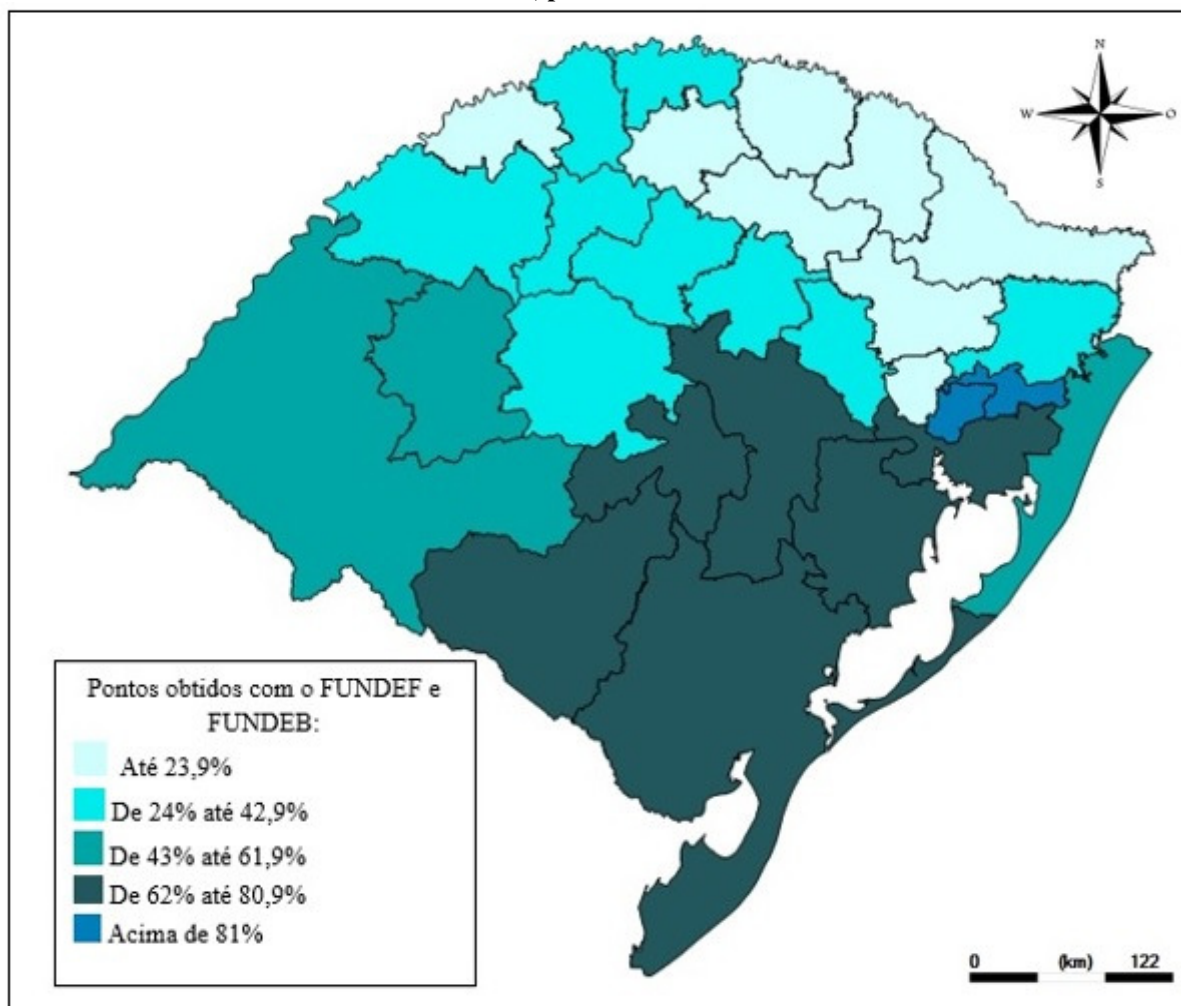 N
W
O
S
Pontos obtidos com o FUNDEF e
FUNDEB:
Até 23,9%
De 24% até 42,9%
De 43% até 61,9%
De 62% até 80,9%
Acima de 81%
0 (km) 122